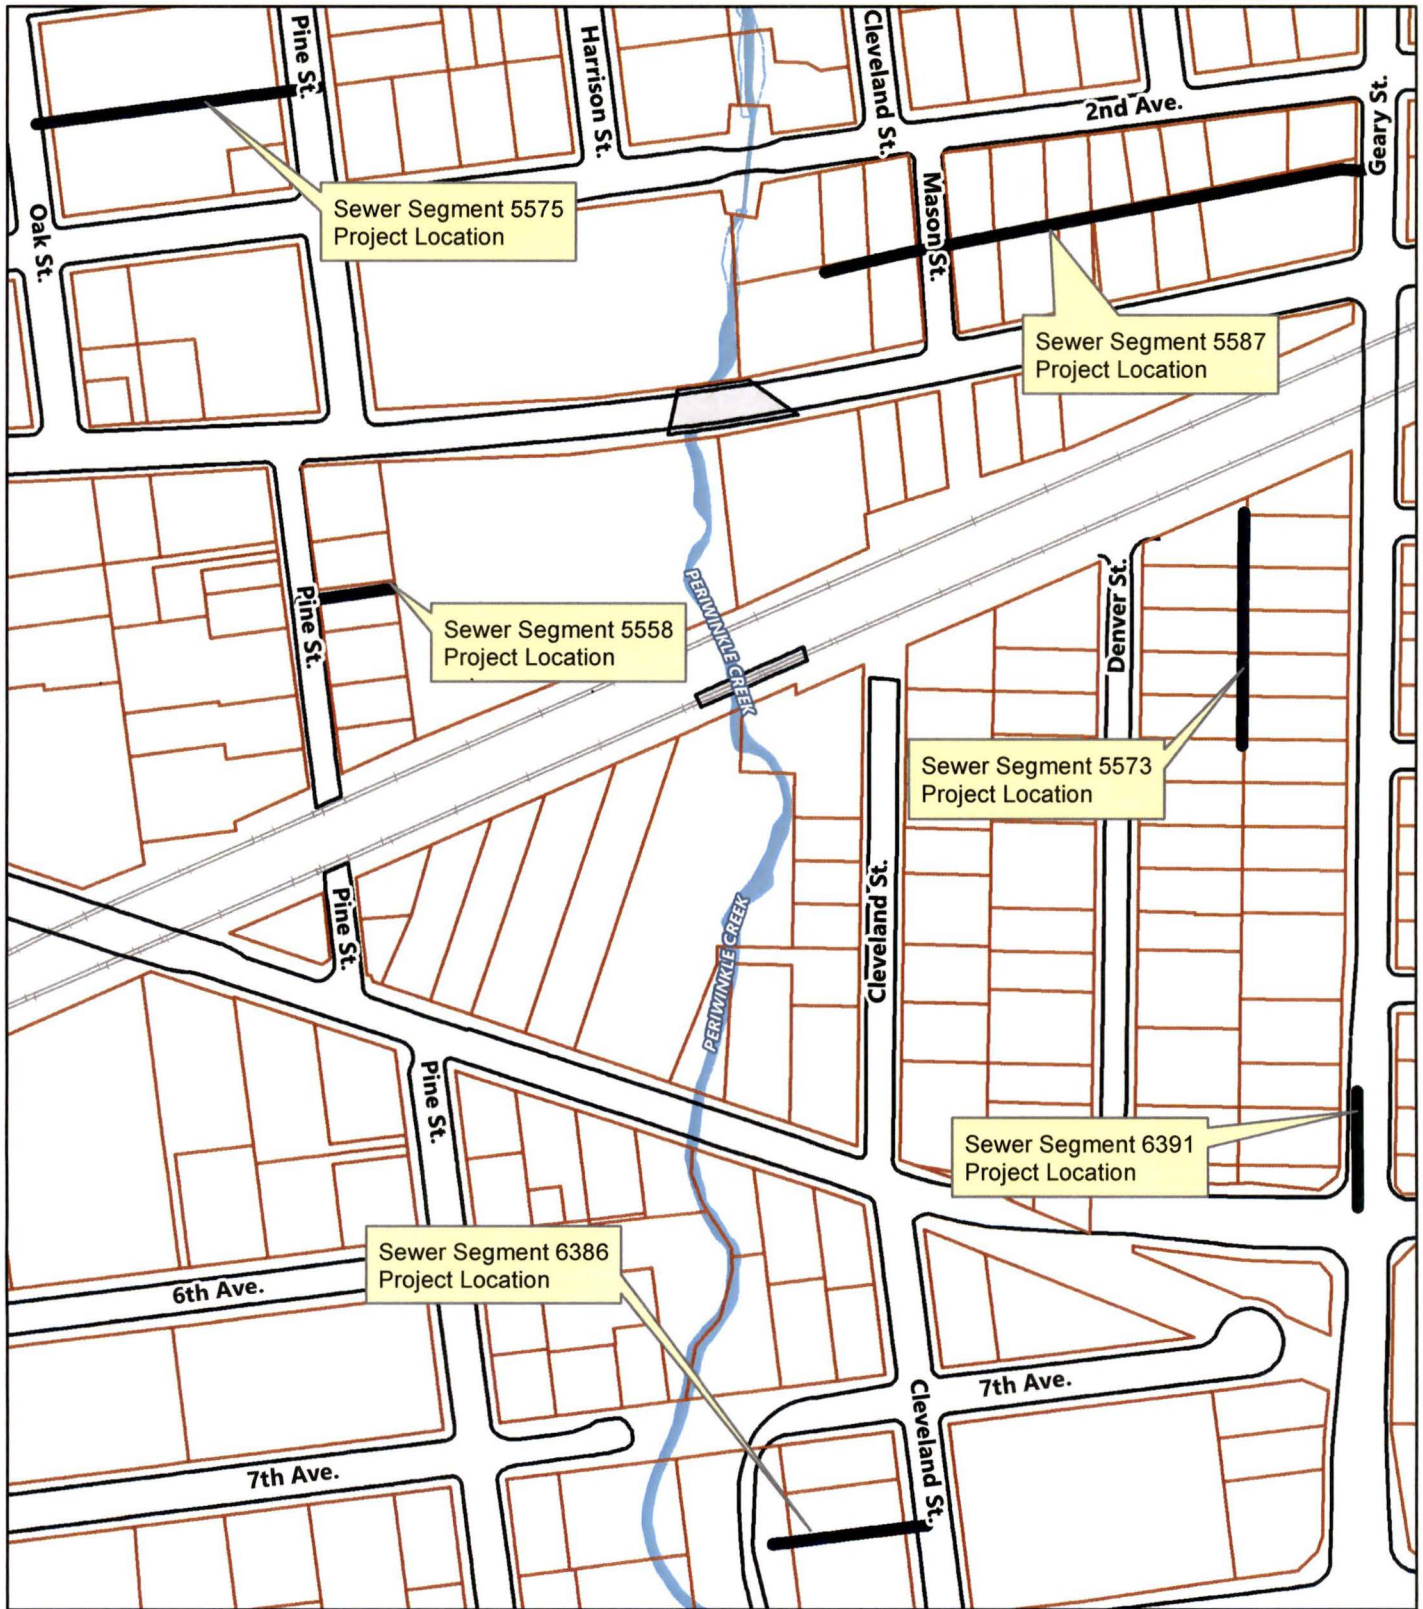 Pine St.
Harrison St.
Cleveland St.
2nd Ave.
Geary St.
Oak St.
Sewer Segment 5575
Project Location
Mason St.
Sewer Segment 5587
Project Location
Pine St.
Sewer Segment 5558
Project Location
PERIWINKLE CREEK
Denver St.
Sewer Segment 5573
Project Location
Pine St.
PERIWINKLE CREEK
Cleveland St.
Pine St.
Sewer Segment 6391
Project Location
Sewer Segment 6386
Project Location
6th Ave.
7th Ave.
Cleveland St.
7th Ave.